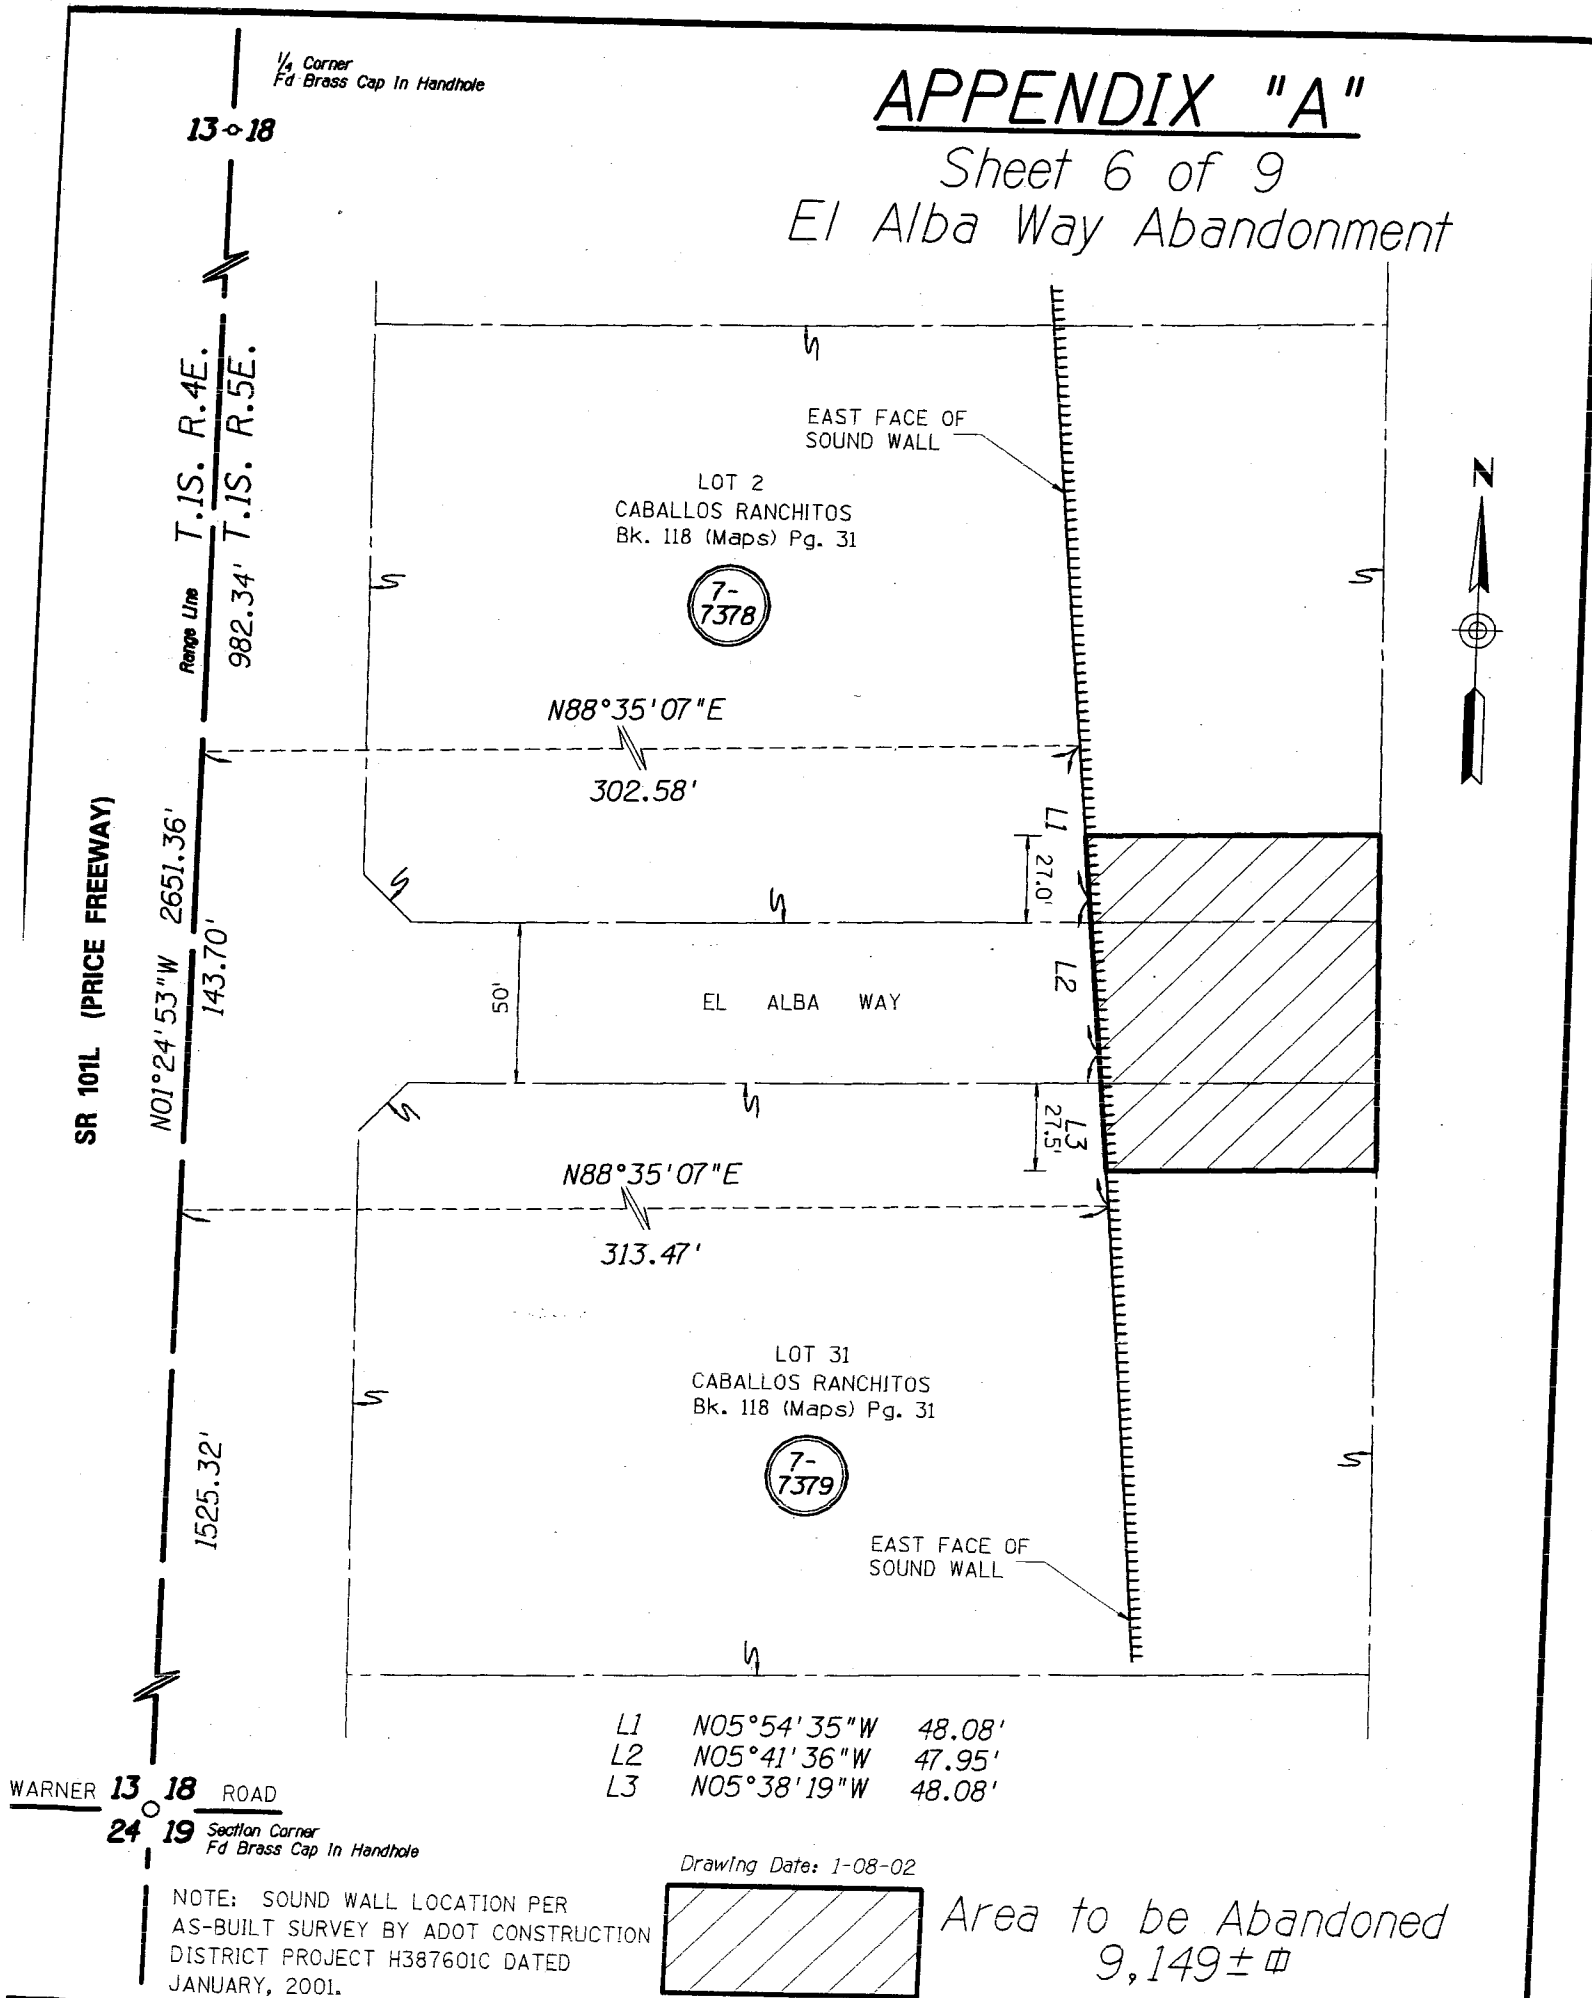 1/4 Corner
Fd Brass Cap In Handhole
13 18
APPENDIX "A"
Sheet 6 of 9
El Alba Way Abandonment
Range Line
T.1S. R.4E.
T.1S. R.5E.
982.34'
EAST FACE OF
SOUND WALL
LOT 2
CABALLOS RANCHITOS
Bk. 118 (Maps) Pg. 31
7-
7378
N
N88°35'07"E
302.58'
SR 101L (PRICE FREEWAY)
N01°24'53"W 2651.36'
143.70'
L1
27.0'
L2
50'
EL ALBA WAY
L3
27.5'
N88°35'07"E
313.47'
LOT 31
CABALLOS RANCHITOS
Bk. 118 (Maps) Pg. 31
7-
7379
1525.32'
EAST FACE OF
SOUND WALL
L1 N05°54'35"W 48.08'
L2 N05°41'36"W 47.95'
L3 N05°38'19"W 48.08'
WARNER 13 18 ROAD
24 19
Section Corner
Fd Brass Cap In Handhole
Drawing Date: 1-08-02
NOTE: SOUND WALL LOCATION PER
AS-BUILT SURVEY BY ADOT CONSTRUCTION
DISTRICT PROJECT H387601C DATED
JANUARY, 2001.
Area to be Abandoned
9,149±